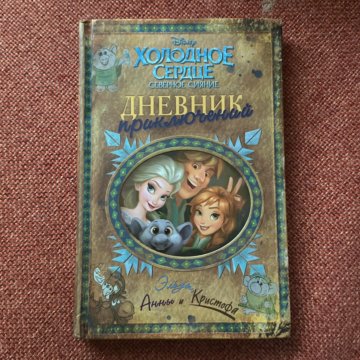 Disney
ХОЛОДНОЕ
СЕРДЦЕ
СЕВЕРНОЕ СИЯНИЕ
ДНЕВНИК
приключений
Эльзы,
Анны и Кристофа